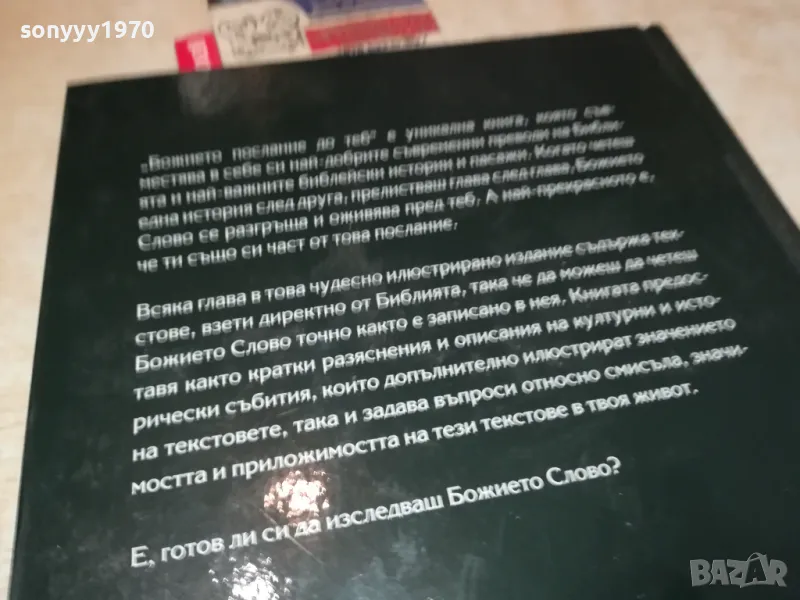 sonyyy1970
„Божието послание до теб" е уникална книга, която съв-
местява в себе си най-добрите съвременни преводи на Библи-
ята и най-важните библейски истории и пасажи. Когато четеш
една история след друга, прелистваш глава след глава, Божието
Слово се разгръща и оживява пред теб. А най-прекрасното е,
че ти също си част от това послание.
Всяка глава в това чудесно илюстрирано издание съдържа тек-
стове, взети директно от Библията, така че да можеш да четеш
Божието Слово точно както е записано в нея. Книгата предос-
тавя както кратки разяснения и описания на културни и исто-
рически събития, които допълнително илюстрират значението
на текстовете, така и задава въпроси относно смисъла, значи-
мостта и приложимостта на тези текстове в твоя живот.
Е, готов ли си да изследваш Божието Слово?
BAZAR